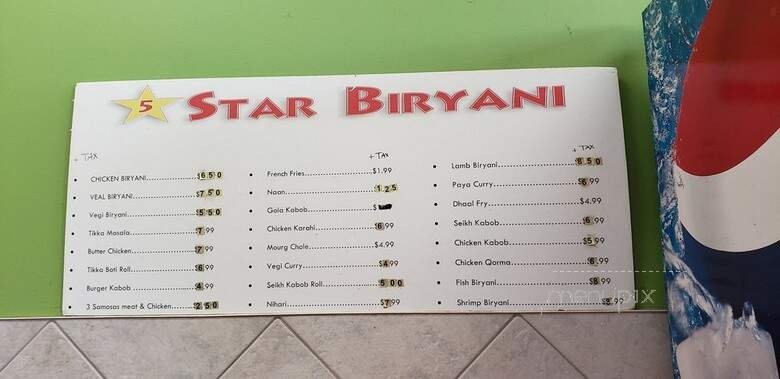 5 STAR BIRYANI
+ TAX
CHICKEN BIRYANI $6 50
VEAL BIRYANI $7 50
Vegi Biryani $5 50
Tikka Masala $7.99
Butter Chicken $7.99
Tikka Boti Roll $6.99
Burger Kabob $4.99
3 Samosas meat & Chicken $2 50
+ TAX
French Fries $1.99
Naan $1 25
Gola Kabob $
Chicken Karahi $6.99
Mourg Chole $4.99
Vegi Curry $4.99
Seikh Kabob Roll $5 00
Nihari $7.99
+ TAX
Lamb Biryani $8 50
Paya Curry $6.99
Dhaal Fry $4.99
Seikh Kabob $6.99
Chicken Kabob $5.99
Chicken Qorma $6.99
Fish Biryani $8.99
Shrimp Biryani $8.99
menupix